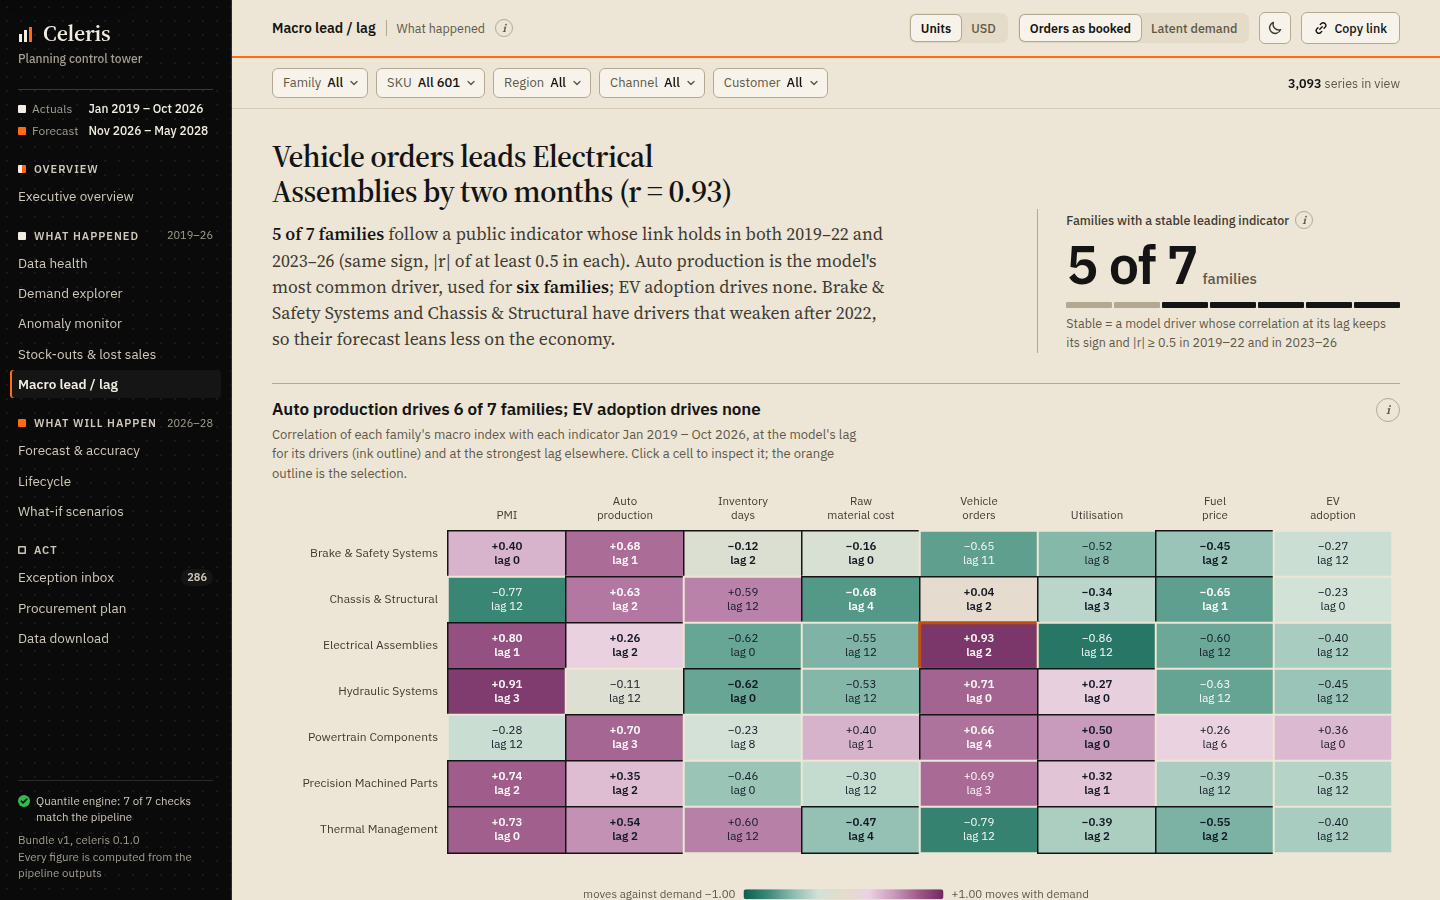 Celeris
Planning control tower
Actuals Jan 2019 – Oct 2026
Forecast Nov 2026 – May 2028
OVERVIEW
Executive overview
WHAT HAPPENED 2019–26
Data health
Demand explorer
Anomaly monitor
Stock-outs & lost sales
Macro lead / lag
WHAT WILL HAPPEN 2026–28
Forecast & accuracy
Lifecycle
What-if scenarios
ACT
Exception inbox 286
Procurement plan
Data download
Quantile engine: 7 of 7 checks
match the pipeline
Bundle v1, celeris 0.1.0
Every figure is computed from the
pipeline outputs
Macro lead / lag What happened i
Units USD Orders as booked Latent demand Copy link
Family All SKU All 601 Region All Channel All Customer All 3,093 series in view
Vehicle orders leads Electrical
Assemblies by two months (r = 0.93)
5 of 7 families follow a public indicator whose link holds in both 2019–22 and
2023–26 (same sign, |r| of at least 0.5 in each). Auto production is the model's
most common driver, used for six families; EV adoption drives none. Brake &
Safety Systems and Chassis & Structural have drivers that weaken after 2022,
so their forecast leans less on the economy.
Families with a stable leading indicator i
5 of 7 families
Stable = a model driver whose correlation at its lag keeps
its sign and |r| ≥ 0.5 in 2019–22 and in 2023–26
Auto production drives 6 of 7 families; EV adoption drives none i
Correlation of each family's macro index with each indicator Jan 2019 – Oct 2026, at the model's lag
for its drivers (ink outline) and at the strongest lag elsewhere. Click a cell to inspect it; the orange
outline is the selection.
Auto Inventory Raw Vehicle Fuel EV
PMI production days material cost orders Utilisation price adoption
+0.40 +0.68 −0.12 −0.16 −0.65 −0.52 −0.45 −0.27
Brake & Safety Systems
lag 0 lag 1 lag 2 lag 0 lag 11 lag 8 lag 2 lag 12
−0.77 +0.63 +0.59 −0.68 +0.04 −0.34 −0.65 −0.23
Chassis & Structural
lag 12 lag 2 lag 12 lag 4 lag 2 lag 3 lag 1 lag 0
+0.80 +0.26 −0.62 −0.55 +0.93 −0.86 −0.60 −0.40
Electrical Assemblies
lag 1 lag 2 lag 0 lag 12 lag 2 lag 12 lag 12 lag 12
+0.91 −0.11 −0.62 −0.53 +0.71 +0.27 −0.63 −0.45
Hydraulic Systems
lag 3 lag 12 lag 0 lag 12 lag 0 lag 0 lag 12 lag 12
−0.28 +0.70 −0.23 +0.40 +0.66 +0.50 +0.26 +0.36
Powertrain Components
lag 12 lag 3 lag 8 lag 1 lag 4 lag 0 lag 6 lag 0
+0.74 +0.35 −0.46 −0.30 +0.69 +0.32 −0.39 −0.35
Precision Machined Parts
lag 2 lag 2 lag 0 lag 12 lag 3 lag 1 lag 12 lag 12
+0.73 +0.54 +0.60 −0.47 −0.79 −0.39 −0.55 −0.40
Thermal Management
lag 0 lag 2 lag 12 lag 4 lag 12 lag 2 lag 2 lag 12
moves against demand −1.00 +1.00 moves with demand